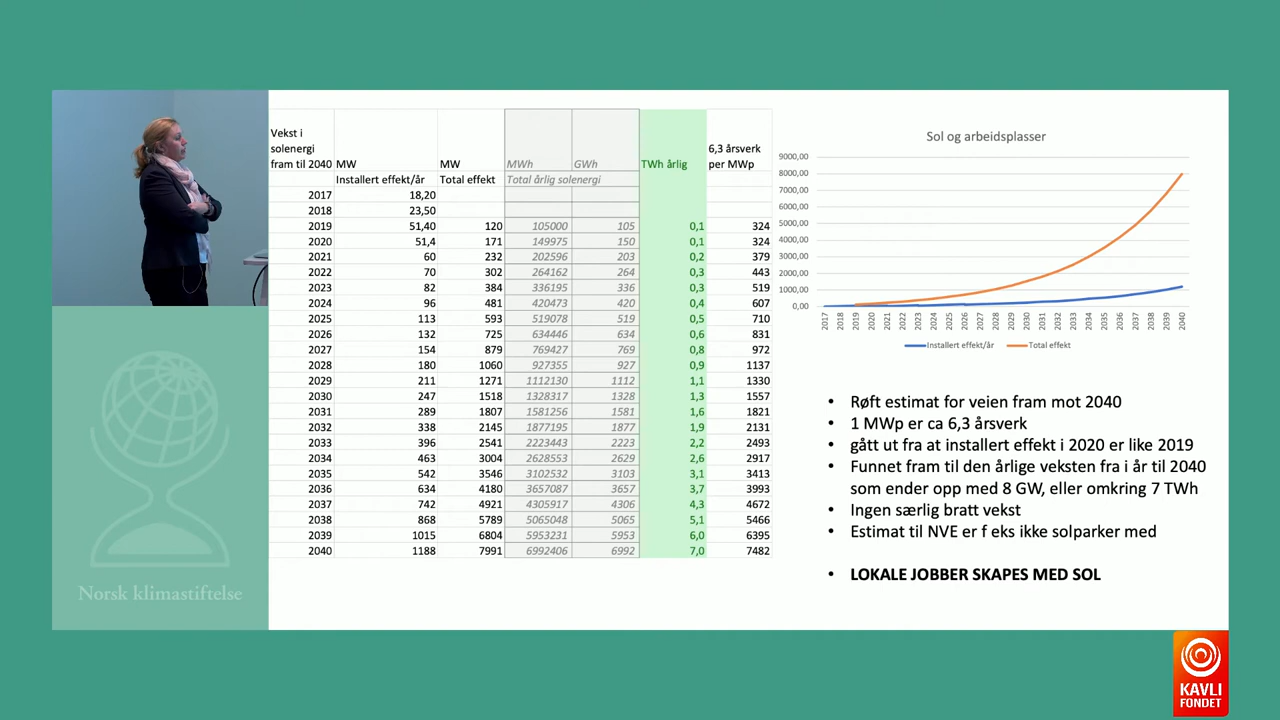 Vekst i
solenergi
fram til 2040 MW MW MWh GWh TWh årlig 6,3 årsverk per MWp
Installert effekt/år Total effekt Total årlig solenergi
2017 18,20
2018 23,50
2019 51,40 120 105000 105 0,1 324
2020 51,4 171 149975 150 0,1 324
2021 60 232 202596 203 0,2 379
2022 70 302 264162 264 0,3 443
2023 82 384 336195 336 0,3 519
2024 96 481 420473 420 0,4 607
2025 113 593 519078 519 0,5 710
2026 132 725 634446 634 0,6 831
2027 154 879 769427 769 0,8 972
2028 180 1060 927355 927 0,9 1137
2029 211 1271 1112130 1112 1,1 1330
2030 247 1518 1328317 1328 1,3 1557
2031 289 1807 1581256 1581 1,6 1821
2032 338 2145 1877195 1877 1,9 2131
2033 396 2541 2223443 2223 2,2 2493
2034 463 3004 2628553 2629 2,6 2917
2035 542 3546 3102532 3103 3,1 3413
2036 634 4180 3657087 3657 3,7 3993
2037 742 4921 4305917 4306 4,3 4672
2038 868 5789 5065048 5065 5,1 5466
2039 1015 6804 5953231 5953 6,0 6395
2040 1188 7991 6992406 6992 7,0 7482
Sol og arbeidsplasser
9000,00
8000,00
7000,00
6000,00
5000,00
4000,00
3000,00
2000,00
1000,00
0,00
2017 2018 2019 2020 2021 2022 2023 2024 2025 2026 2027 2028 2029 2030 2031 2032 2033 2034 2035 2036 2037 2038 2039 2040
Installert effekt/år Total effekt
• Røft estimat for veien fram mot 2040
• 1 MWp er ca 6,3 årsverk
• gått ut fra at installert effekt i 2020 er like 2019
• Funnet fram til den årlige veksten fra i år til 2040
som ender opp med 8 GW, eller omkring 7 TWh
• Ingen særlig bratt vekst
• Estimat til NVE er f eks ikke solparker med
• LOKALE JOBBER SKAPES MED SOL
Norsk klimastiftelse
KAVLI
FONDET